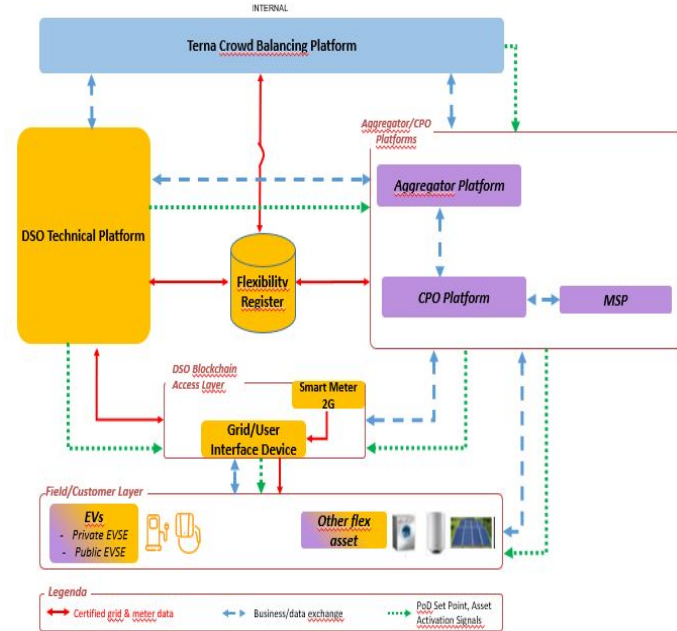 INTERNAL
Terna Crowd Balancing Platform
Aggregator/CPO
Platforms
Aggregator Platform
DSO Technical Platform
Flexibility
Register
CPO Platform
MSP
DSO Blockchain
Access Layer
Smart Meter
2G
Grid/User
Interface Device
Field/Customer Layer
EVs
- Private EVSE
- Public EVSE
Other flex
asset
Legenda
Certified grid & meter data
Business/data exchange
PoD Set Point, Asset
Activation Signals